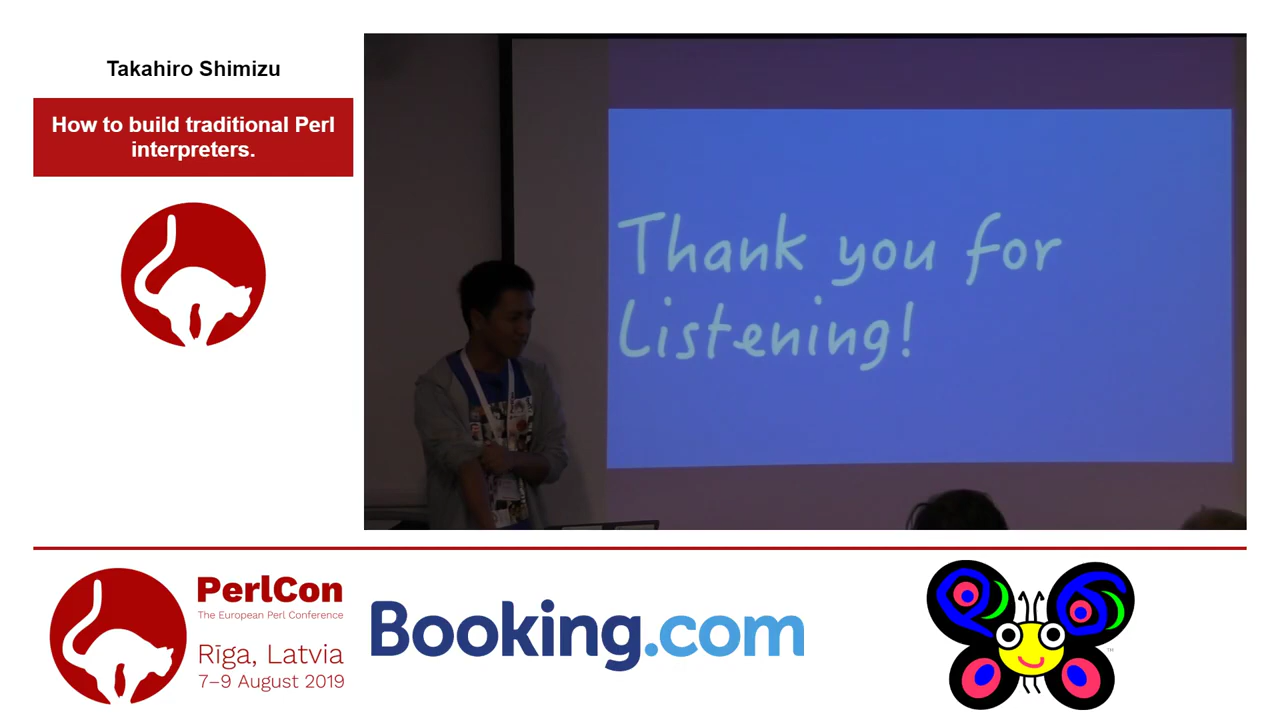 Takahiro Shimizu
How to build traditional Perl
interpreters.
Thank you for
Listening!
PerlCon
The European Perl Conference
Rīga, Latvia
7–9 August 2019
Booking.com
TM